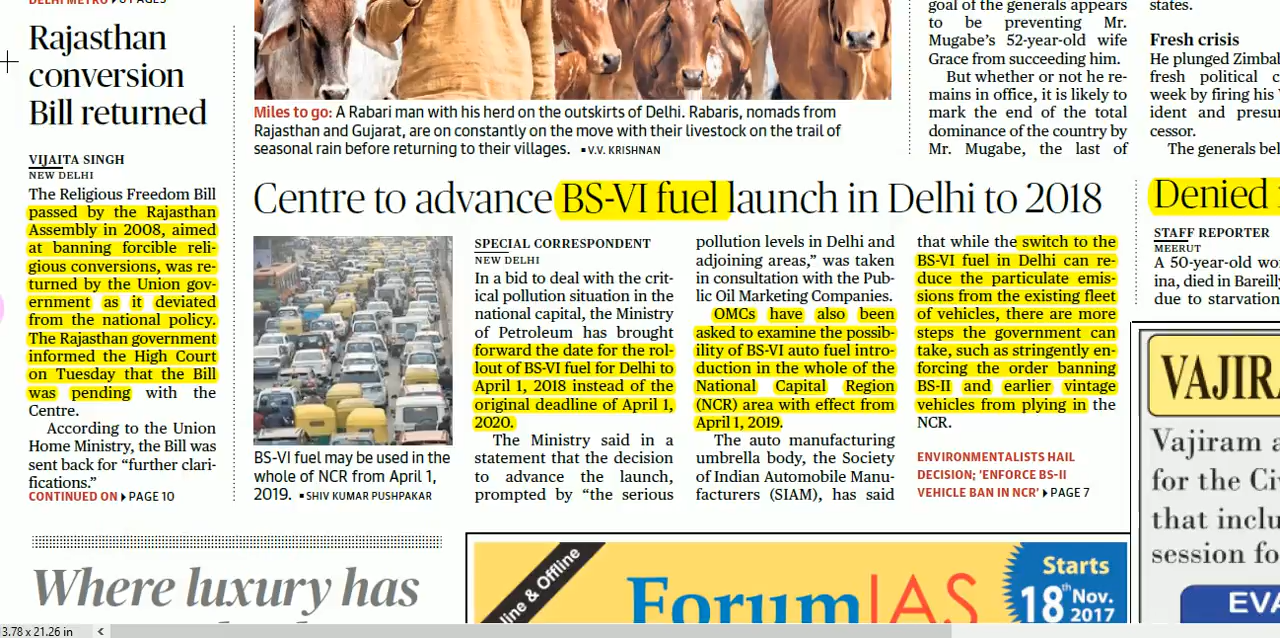 DELHI METRO
Rajasthan
conversion
Bill returned
VIJAITA SINGH
NEW DELHI
The Religious Freedom Bill
passed by the Rajasthan
Assembly in 2008, aimed
at banning forcible reli-
gious conversions, was re-
turned by the Union gov-
ernment as it deviated
from the national policy.
The Rajasthan government
informed the High Court
on Tuesday that the Bill
was pending with the
Centre.
According to the Union
Home Ministry, the Bill was
sent back for “further clari-
fications.”
CONTINUED ON ▸ PAGE 10
Miles to go: A Rabari man with his herd on the outskirts of Delhi. Rabaris, nomads from
Rajasthan and Gujarat, are on constantly on the move with their livestock on the trail of
seasonal rain before returning to their villages. ▪ V.V. KRISHNAN
Centre to advance BS-VI fuel launch in Delhi to 2018
BS-VI fuel may be used in the
whole of NCR from April 1,
2019. ▪ SHIV KUMAR PUSHPAKAR
SPECIAL CORRESPONDENT
NEW DELHI
In a bid to deal with the crit-
ical pollution situation in the
national capital, the Ministry
of Petroleum has brought
forward the date for the rol-
lout of BS-VI fuel for Delhi to
April 1, 2018 instead of the
original deadline of April 1,
2020.
The Ministry said in a
statement that the decision
to advance the launch,
prompted by “the serious
pollution levels in Delhi and
adjoining areas,” was taken
in consultation with the Pub-
lic Oil Marketing Companies.
OMCs have also been
asked to examine the possib-
ility of BS-VI auto fuel intro-
duction in the whole of the
National Capital Region
(NCR) area with effect from
April 1, 2019.
The auto manufacturing
umbrella body, the Society
of Indian Automobile Manu-
facturers (SIAM), has said
that while the switch to the
BS-VI fuel in Delhi can re-
duce the particulate emis-
sions from the existing fleet
of vehicles, there are more
steps the government can
take, such as stringently en-
forcing the order banning
BS-II and earlier vintage
vehicles from plying in the
NCR.
ENVIRONMENTALISTS HAIL
DECISION; 'ENFORCE BS-II
VEHICLE BAN IN NCR' ▸ PAGE 7
goal of the generals appears
to be preventing Mr.
Mugabe’s 52-year-old wife
Grace from succeeding him.
But whether or not he re-
mains in office, it is likely to
mark the end of the total
dominance of the country by
Mr. Mugabe, the last of
states.
Fresh crisis
He plunged
fresh political
week by firing his
ident and
cessor.
The generals
Denied
STAFF REPORTER
MEERUT
A 50-year-old
ina, died in
due to starvation
Where luxury has
Online & Offline
ForumIAS
Starts
18th Nov.
2017
Vajiram
for the
that
session
3.78 x 21.26 in